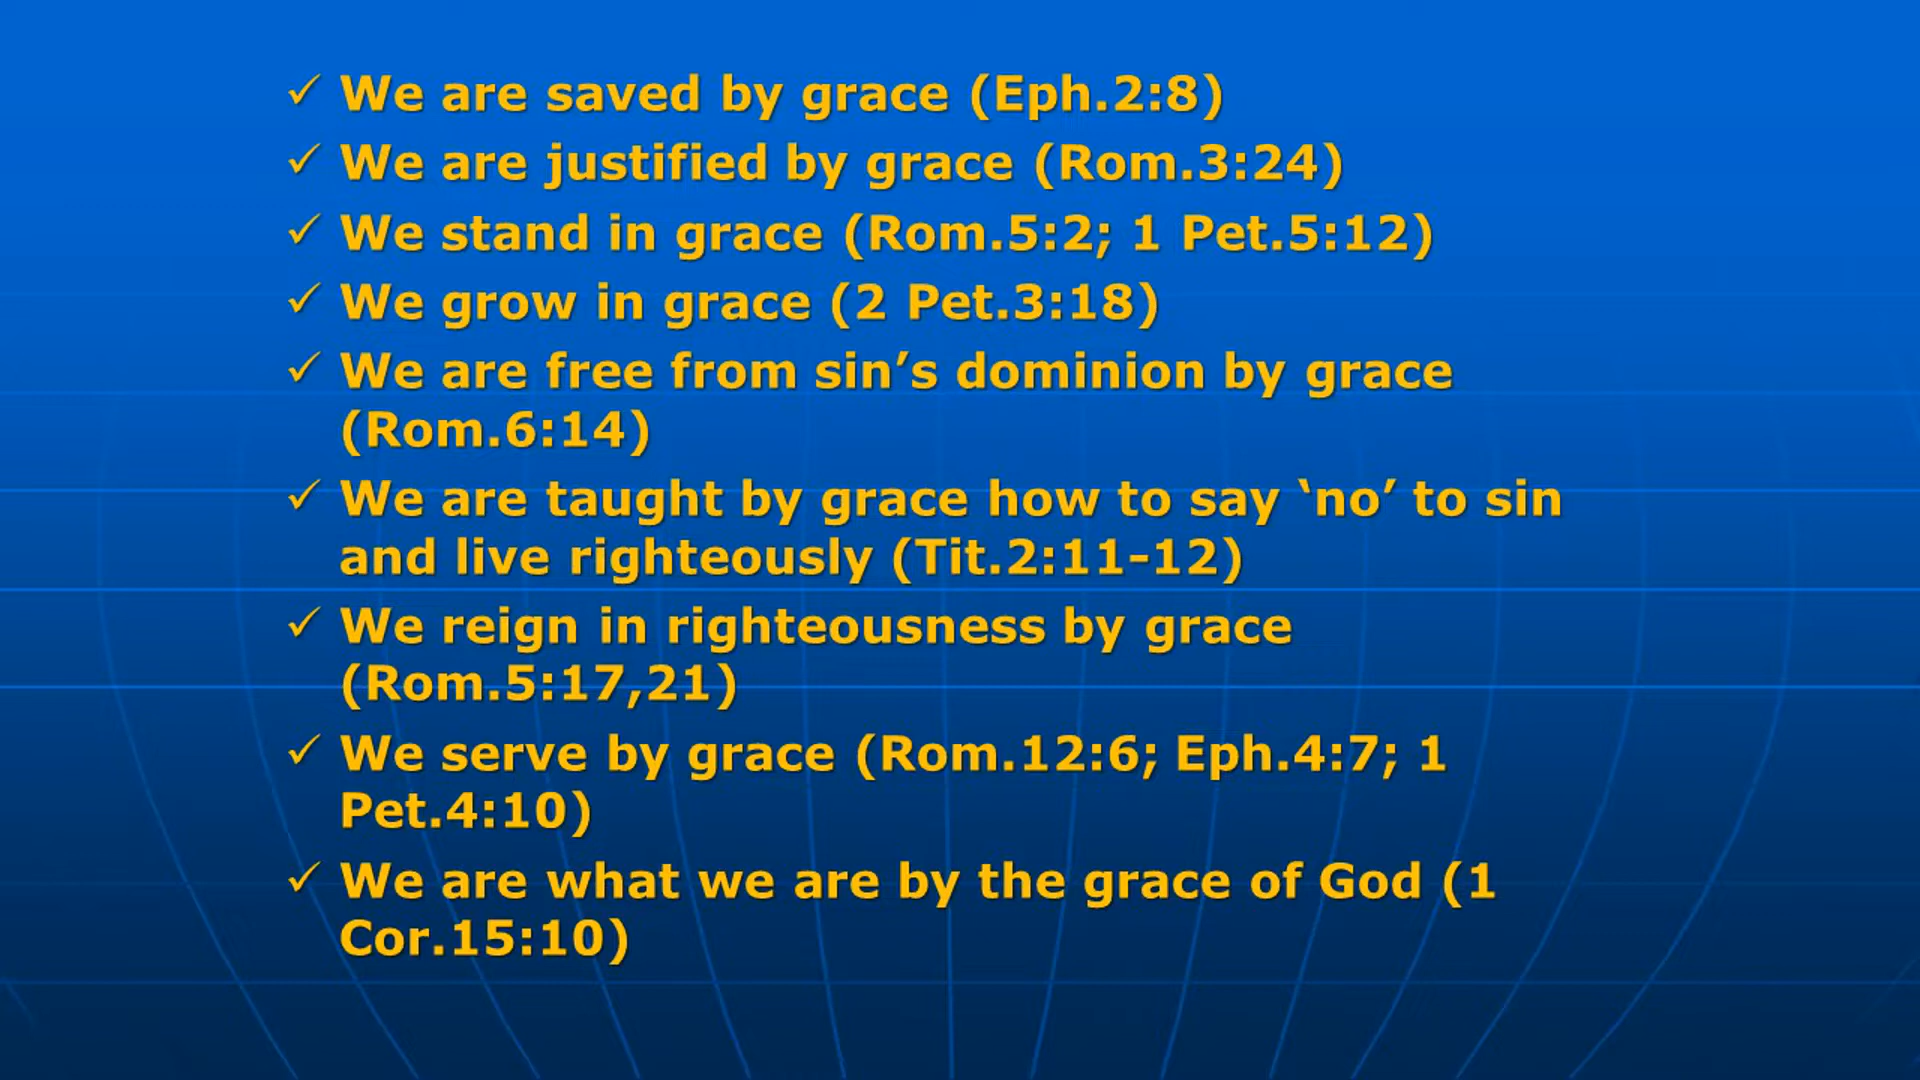 ✓ We are saved by grace (Eph.2:8)
✓ We are justified by grace (Rom.3:24)
✓ We stand in grace (Rom.5:2; 1 Pet.5:12)
✓ We grow in grace (2 Pet.3:18)
✓ We are free from sin’s dominion by grace
(Rom.6:14)
✓ We are taught by grace how to say ‘no’ to sin
and live righteously (Tit.2:11-12)
✓ We reign in righteousness by grace
(Rom.5:17,21)
✓ We serve by grace (Rom.12:6; Eph.4:7; 1
Pet.4:10)
✓ We are what we are by the grace of God (1
Cor.15:10)